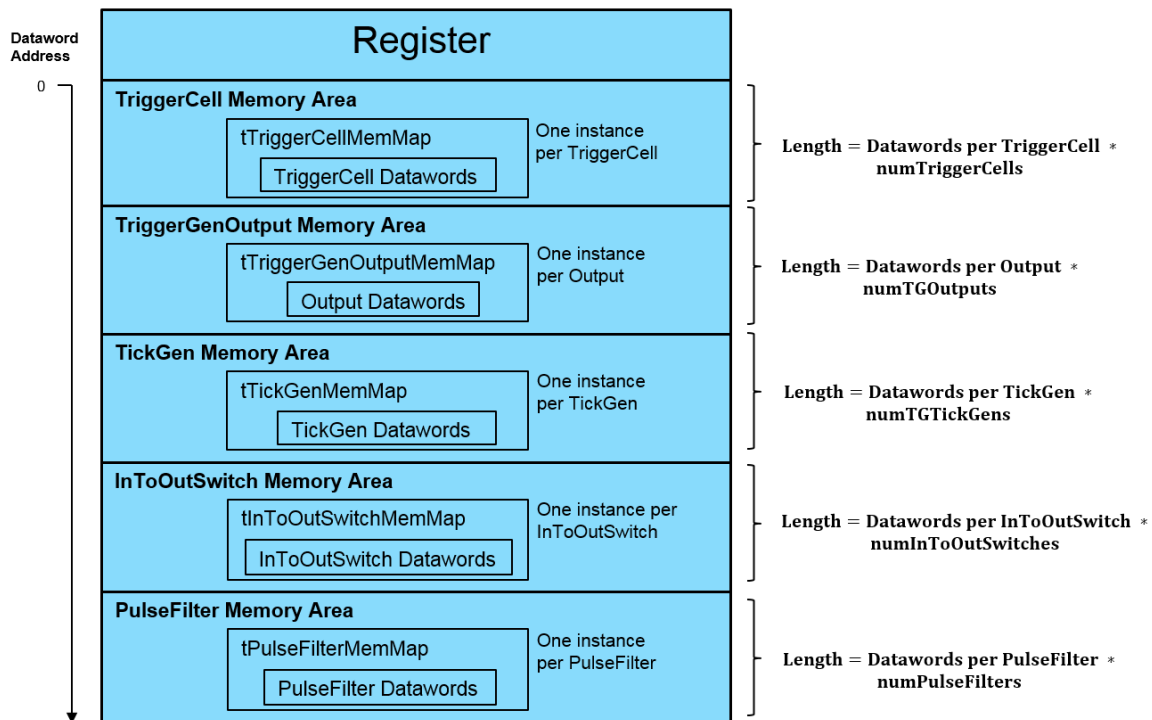 Dataword
Address
0
Register
TriggerCell Memory Area
tTriggerCellMemMap
TriggerCell Datawords
One instance
per TriggerCell
Length = Datawords per TriggerCell *
numTriggerCells
TriggerGenOutput Memory Area
tTriggerGenOutputMemMap
Output Datawords
One instance
per Output
Length = Datawords per Output *
numTGOutputs
TickGen Memory Area
tTickGenMemMap
TickGen Datawords
One instance
per TickGen
Length = Datawords per TickGen *
numTGTickGens
InToOutSwitch Memory Area
tInToOutSwitchMemMap
InToOutSwitch Datawords
One instance per
InToOutSwitch
Length = Datawords per InToOutSwitch *
numInToOutSwitches
PulseFilter Memory Area
tPulseFilterMemMap
PulseFilter Datawords
One instance
per PulseFilter
Length = Datawords per PulseFilter *
numPulseFilters